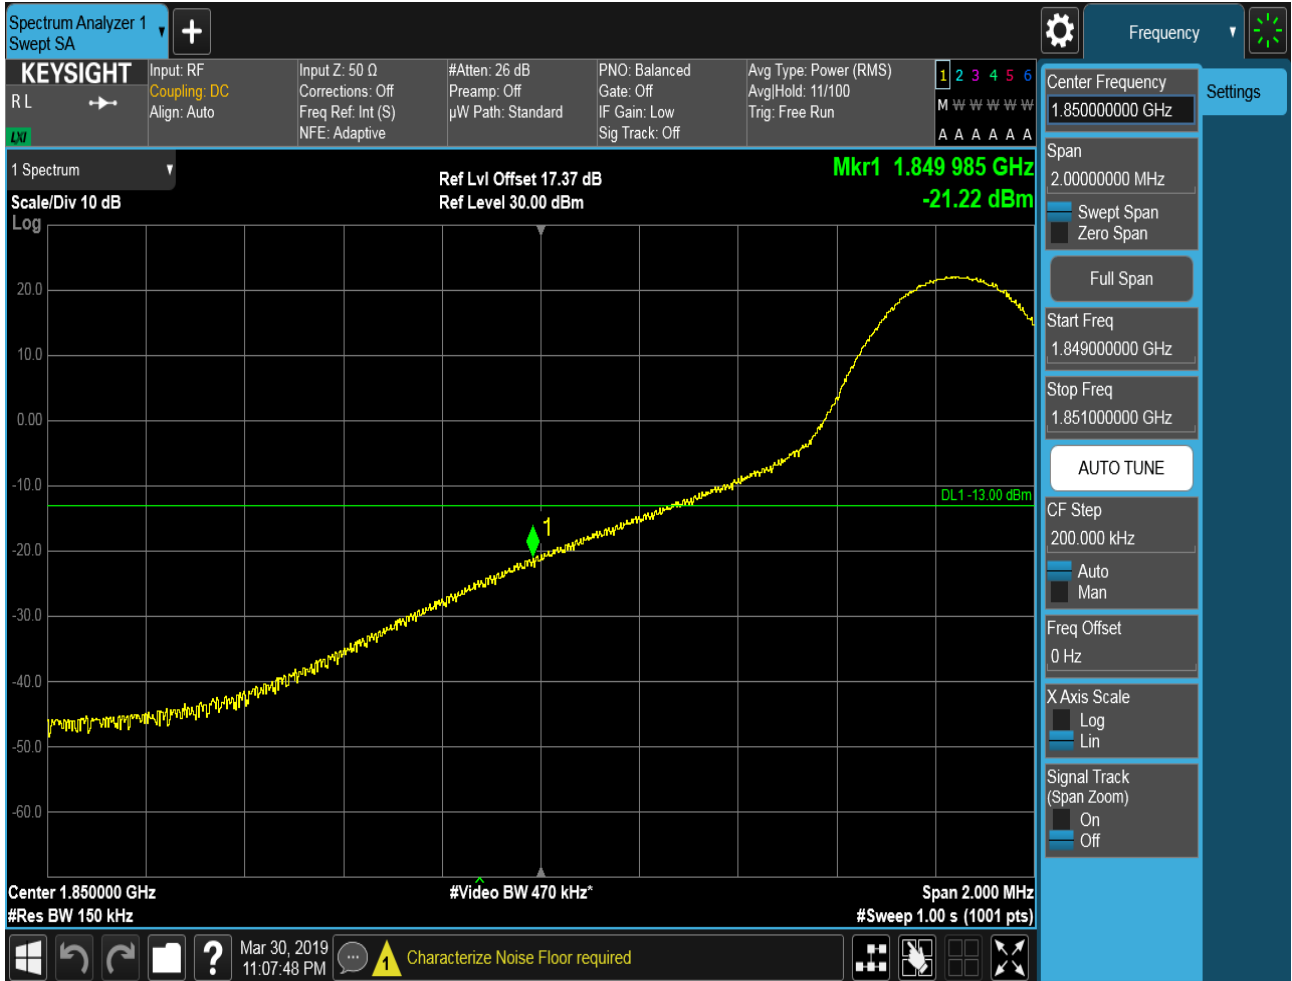 Spectrum Analyzer 1
Swept SA
Frequency
KEYSIGHT
R L
LXI
Input: RF
Coupling: DC
Align: Auto
Input Z: 50 Ω
Corrections: Off
Freq Ref: Int (S)
NFE: Adaptive
#Atten: 26 dB
Preamp: Off
µW Path: Standard
PNO: Balanced
Gate: Off
IF Gain: Low
Sig Track: Off
Avg Type: Power (RMS)
Avg|Hold: 11/100
Trig: Free Run
1 2 3 4 5 6
M W W W W W
A A A A A A
1 Spectrum
Scale/Div 10 dB
Log
Ref Lvl Offset 17.37 dB
Ref Level 30.00 dBm
Mkr1 1.849 985 GHz
-21.22 dBm
20.0
10.0
0.00
-10.0
-20.0
-30.0
-40.0
-50.0
-60.0
DL1 -13.00 dBm
1
Center 1.850000 GHz
#Res BW 150 kHz
#Video BW 470 kHz*
Span 2.000 MHz
#Sweep 1.00 s (1001 pts)
Center Frequency
1.850000000 GHz
Settings
Span
2.00000000 MHz
Swept Span
Zero Span
Full Span
Start Freq
1.849000000 GHz
Stop Freq
1.851000000 GHz
AUTO TUNE
CF Step
200.000 kHz
Auto
Man
Freq Offset
0 Hz
X Axis Scale
Log
Lin
Signal Track
(Span Zoom)
On
Off
?
Mar 30, 2019
11:07:48 PM
1
Characterize Noise Floor required